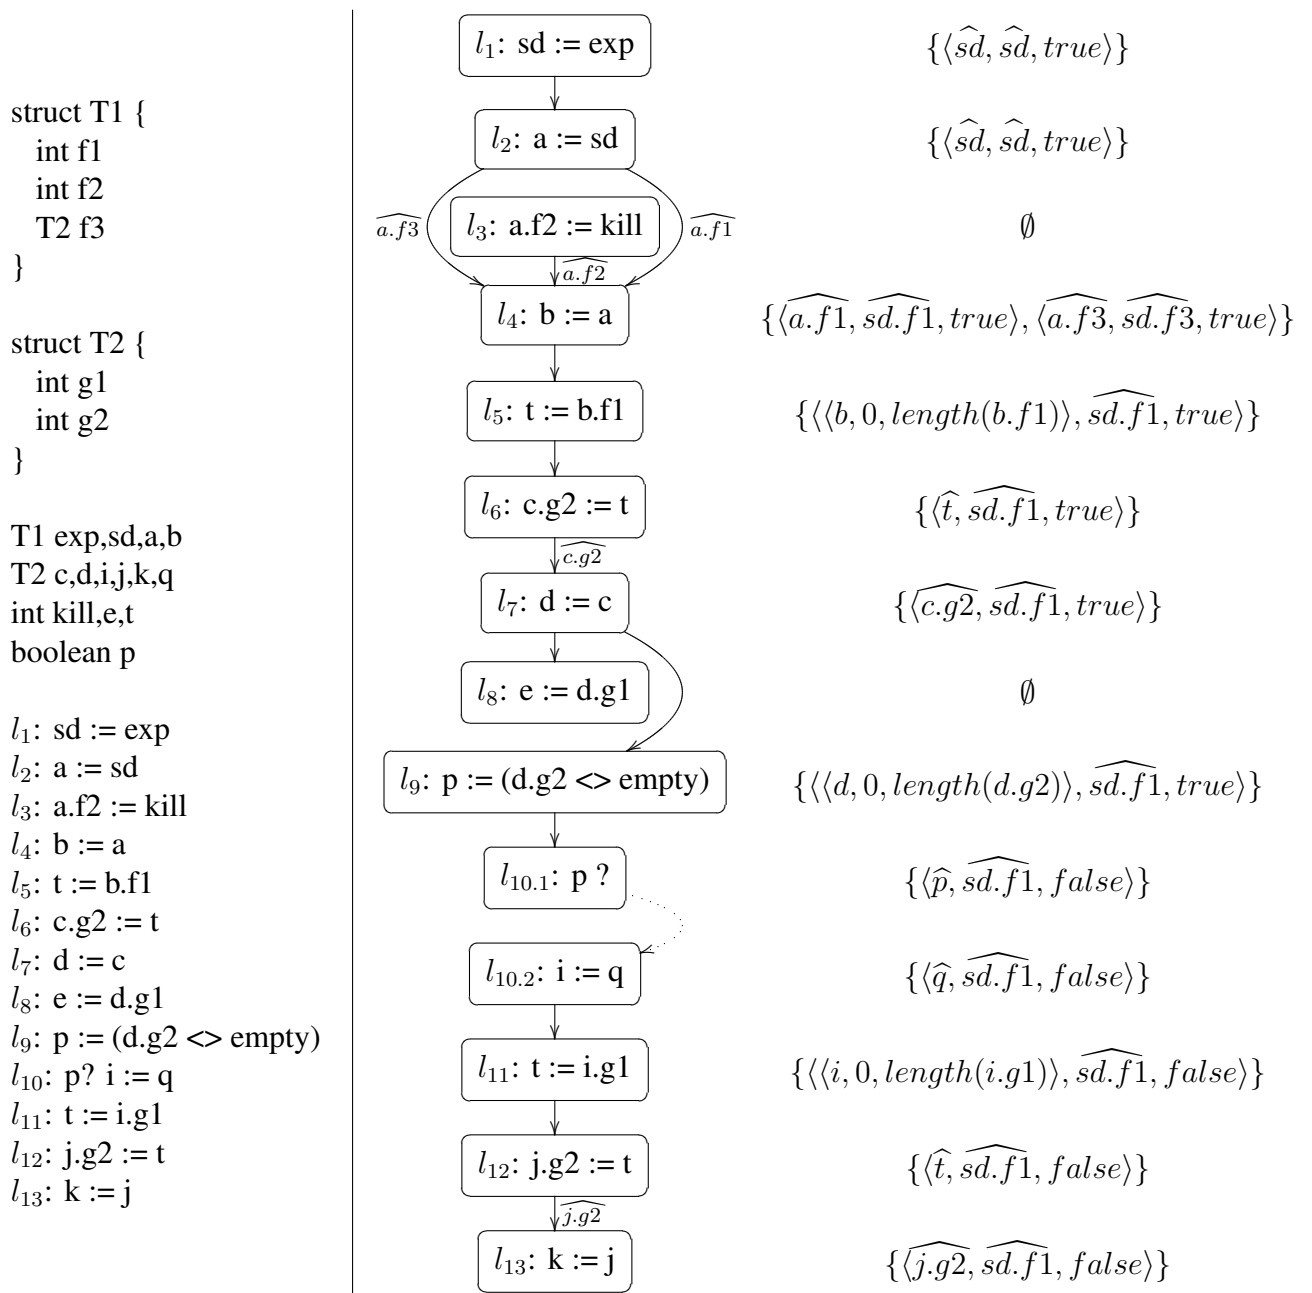 struct T1 {
int f1
int f2
T2 f3
}
struct T2 {
int g1
int g2
}
T1 exp,sd,a,b
T2 c,d,i,j,k,q
int kill,e,t
boolean p
l₁: sd := exp
l₂: a := sd
l₃: a.f2 := kill
l₄: b := a
l₅: t := b.f1
l₆: c.g2 := t
l₇: d := c
l₈: e := d.g1
l₉: p := (d.g2 <> empty)
l₁₀: p? i := q
l₁₁: t := i.g1
l₁₂: j.g2 := t
l₁₃: k := j
l₁: sd := exp
l₂: a := sd
a.f3
l₃: a.f2 := kill
a.f1
a.f2
l₄: b := a
l₅: t := b.f1
l₆: c.g2 := t
c.g2
l₇: d := c
l₈: e := d.g1
l₉: p := (d.g2 <> empty)
l₁₀.₁: p ?
l₁₀.₂: i := q
l₁₁: t := i.g1
l₁₂: j.g2 := t
j.g2
l₁₃: k := j
{⟨s͡d, s͡d, true⟩}
{⟨s͡d, s͡d, true⟩}
∅
{⟨a.f1, sd.f1, true⟩, ⟨a.f3, sd.f3, true⟩}
{⟨⟨b, 0, length(b.f1)⟩, sd.f1, true⟩}
{⟨t̂, sd.f1, true⟩}
{⟨c.g2, sd.f1, true⟩}
∅
{⟨⟨d, 0, length(d.g2)⟩, sd.f1, true⟩}
{⟨p̂, sd.f1, false⟩}
{⟨q̂, sd.f1, false⟩}
{⟨⟨i, 0, length(i.g1)⟩, sd.f1, false⟩}
{⟨t̂, sd.f1, false⟩}
{⟨j.g2, sd.f1, false⟩}